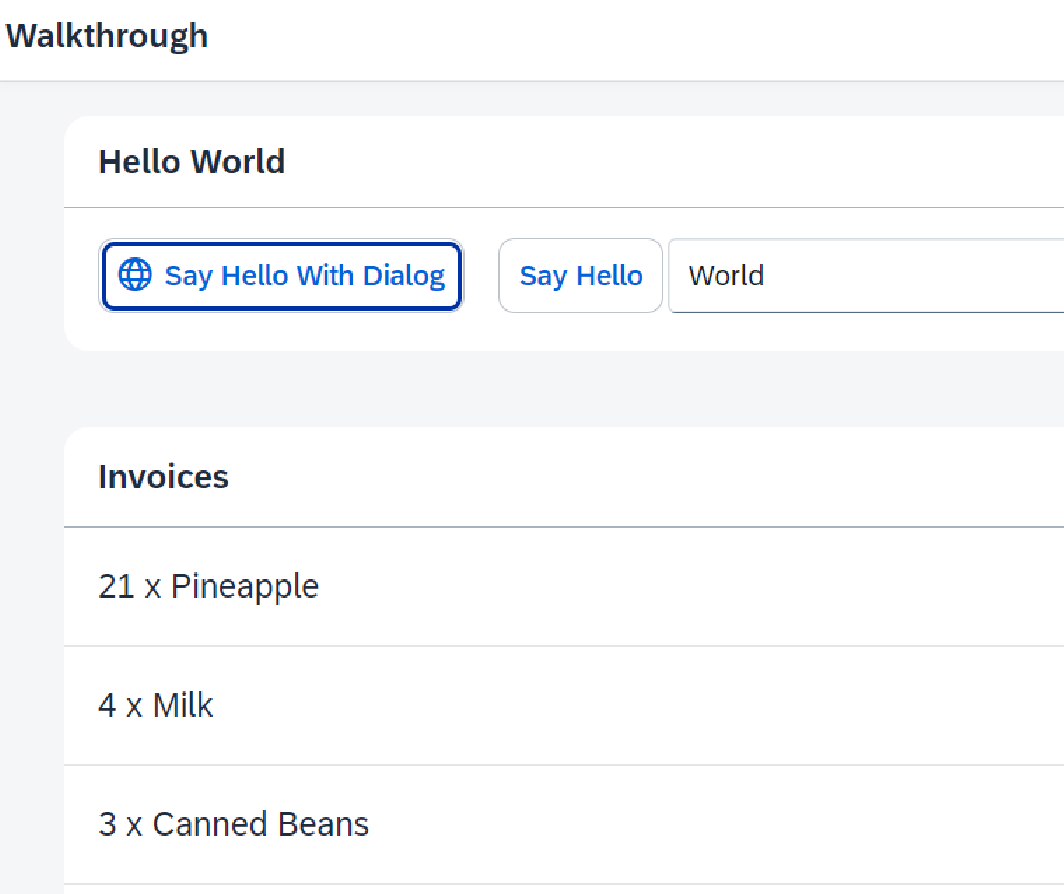 Walkthrough
Hello World
Say Hello With Dialog Say Hello World
Invoices
21 x Pineapple
4 x Milk
3 x Canned Beans